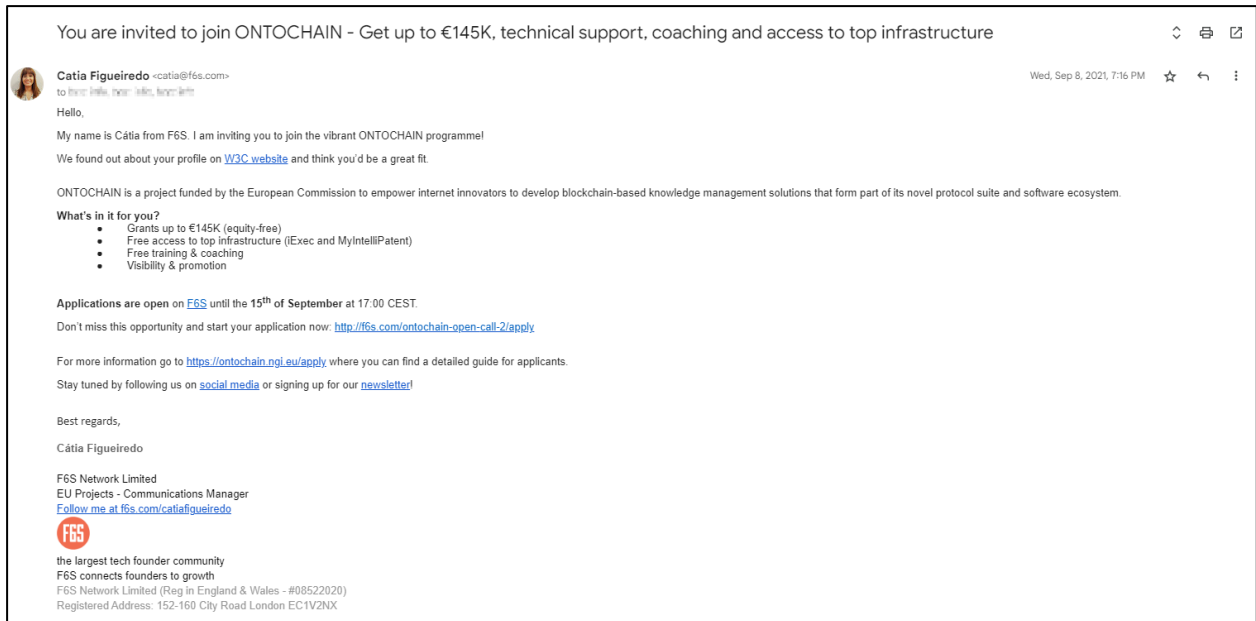 You are invited to join ONTOCHAIN - Get up to €145K, technical support, coaching and access to top infrastructure
Catia Figueiredo <catia@f6s.com>
Wed, Sep 8, 2021, 7:16 PM
to
Hello,
My name is Cátia from F6S. I am inviting you to join the vibrant ONTOCHAIN programme!
We found out about your profile on W3C website and think you'd be a great fit.
ONTOCHAIN is a project funded by the European Commission to empower internet innovators to develop blockchain-based knowledge management solutions that form part of its novel protocol suite and software ecosystem.
What's in it for you?
● Grants up to €145K (equity-free)
● Free access to top infrastructure (iExec and MyIntelliPatent)
● Free training & coaching
● Visibility & promotion
Applications are open on F6S until the 15th of September at 17:00 CEST.
Don't miss this opportunity and start your application now: http://f6s.com/ontochain-open-call-2/apply
For more information go to https://ontochain.ngi.eu/apply where you can find a detailed guide for applicants.
Stay tuned by following us on social media or signing up for our newsletter!
Best regards,
Cátia Figueiredo
F6S Network Limited
EU Projects - Communications Manager
Follow me at f6s.com/catiafigueiredo
F6S
the largest tech founder community
F6S connects founders to growth
F6S Network Limited (Reg in England & Wales - #08522020)
Registered Address: 152-160 City Road London EC1V2NX